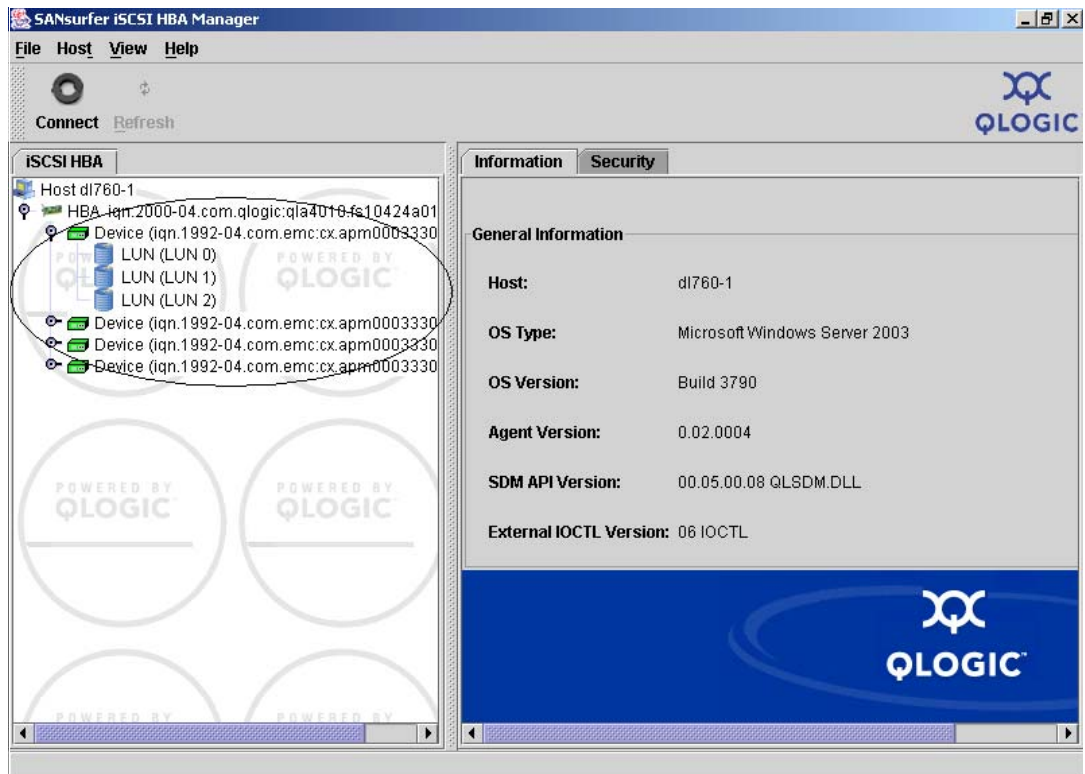 SANsurfer iSCSI HBA Manager
File Host View Help
Connect Refresh
QLOGIC
iSCSI HBA
Host dl760-1
HBA iqn.2000-04.com.qlogic:qla4010.fs10424a01
Device (iqn.1992-04.com.emc:cx.apm0003330
LUN (LUN 0)
LUN (LUN 1)
LUN (LUN 2)
Device (iqn.1992-04.com.emc:cx.apm0003330
Device (iqn.1992-04.com.emc:cx.apm0003330
Device (iqn.1992-04.com.emc:cx.apm0003330
POWERED BY
QLOGIC
POWERED BY
QLOGIC
POWERED BY
QLOGIC
POWERED BY
QLOGIC
POWERED BY
POWERED BY
Information Security
General Information
Host: dl760-1
OS Type: Microsoft Windows Server 2003
OS Version: Build 3790
Agent Version: 0.02.0004
SDM API Version: 00.05.00.08 QLSDM.DLL
External IOCTL Version: 06 IOCTL
QLOGIC